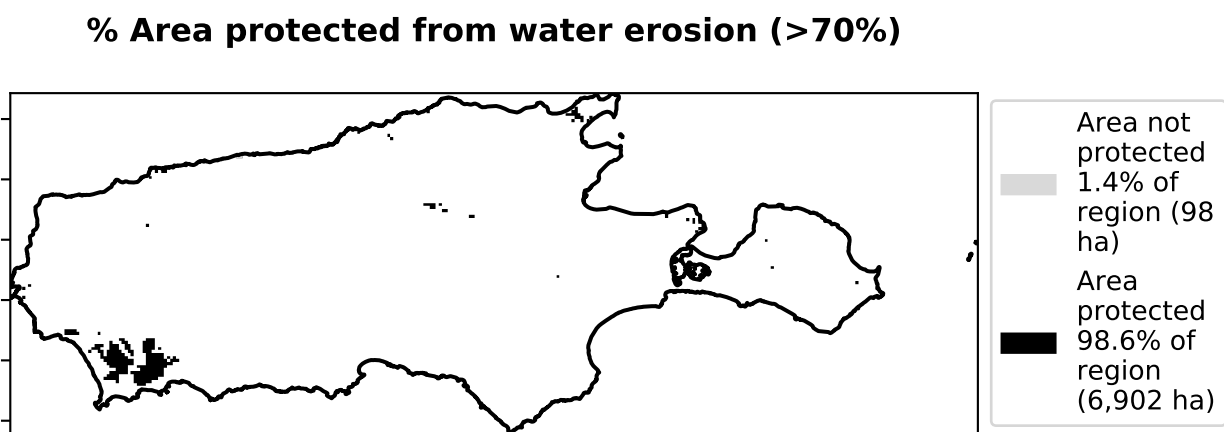 % Area protected from water erosion (>70%)
Area not
protected
1.4% of
region (98
ha)
Area
protected
98.6% of
region
(6,902 ha)